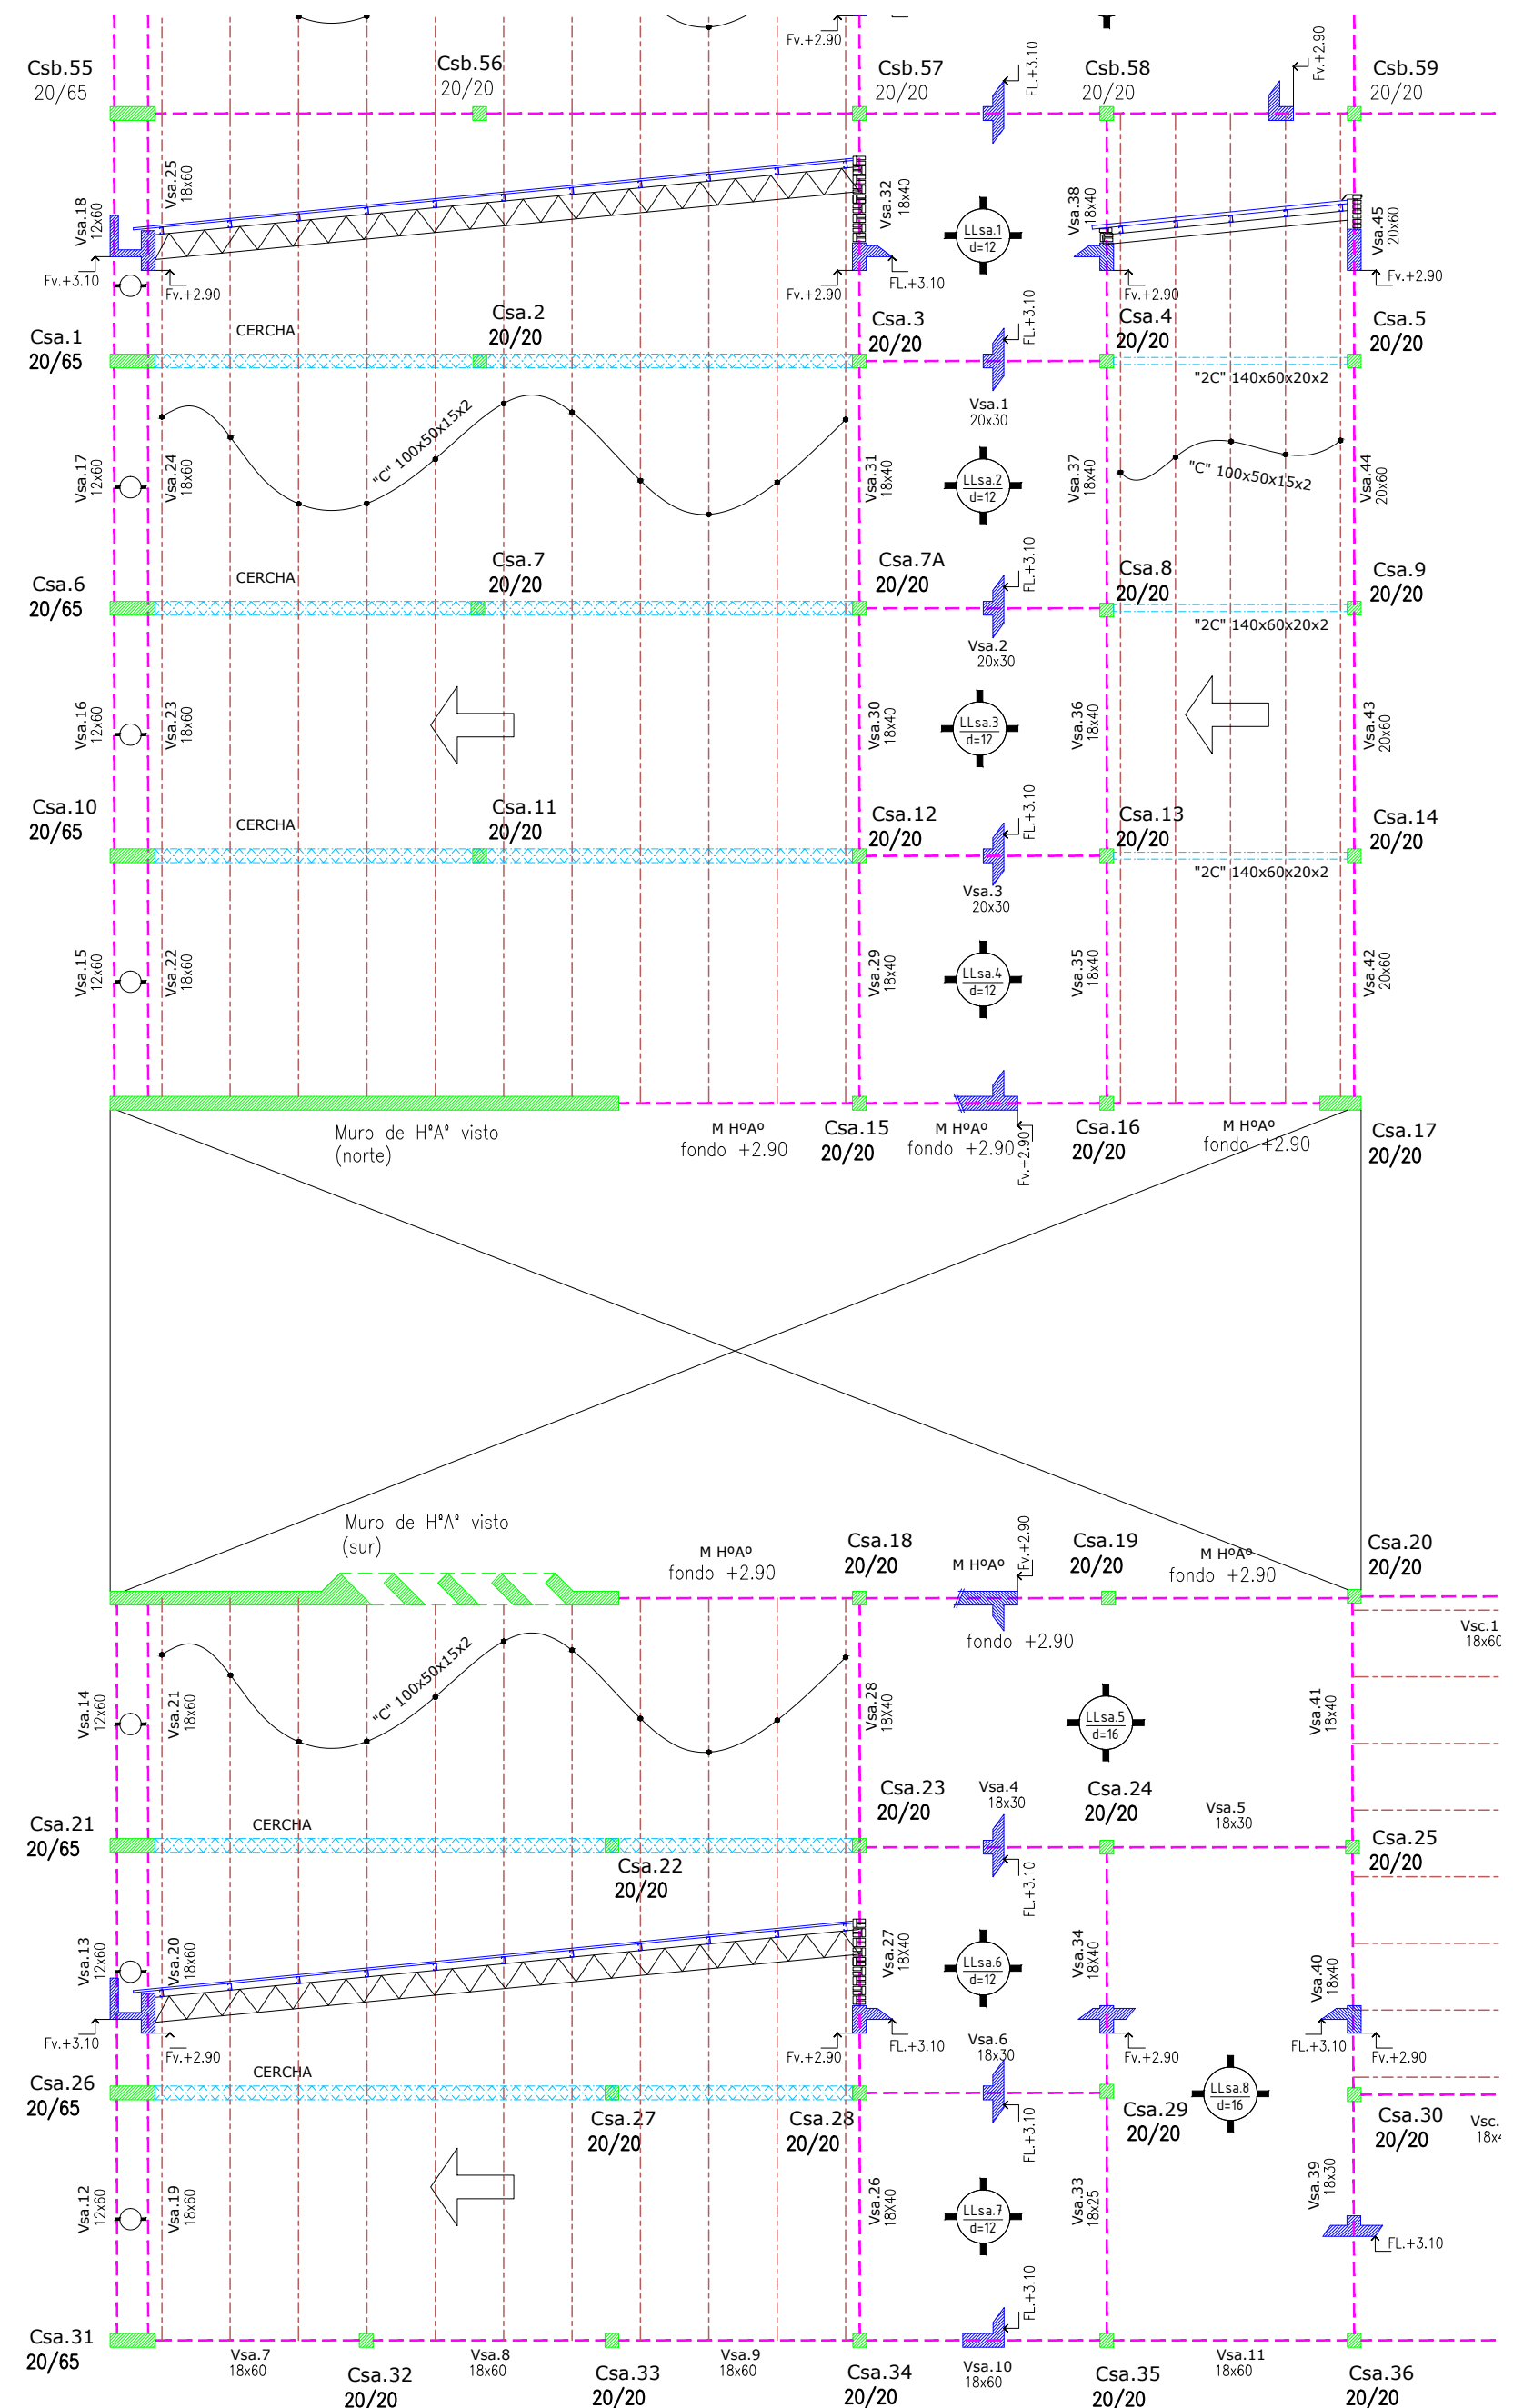 Fv.+2.90
Csb.55
20/65
Csb.56
20/20
Csb.57
20/20
FL.+3.10
Csb.58
20/20
Fv.+2.90
Csb.59
20/20
Vsa.18
12x60
Vsa.25
18x60
Vsa.32
18x40
LLsa.1
d=12
Vsa.38
18x40
Vsa.45
20x60
Fv.+3.10
Fv.+2.90
Fv.+2.90
FL.+3.10
Fv.+2.90
Fv.+2.90
Csa.1
20/65
CERCHA
Csa.2
20/20
Csa.3
20/20
FL.+3.10
Csa.4
20/20
Csa.5
20/20
"2C" 140x60x20x2
Vsa.1
20x30
Vsa.17
12x60
Vsa.24
18x60
"C" 100x50x15x2
Vsa.31
18x40
LLsa.2
d=12
Vsa.37
18x40
"C" 100x50x15x2
Vsa.44
20x60
Csa.6
20/65
CERCHA
Csa.7
20/20
Csa.7A
20/20
FL.+3.10
Csa.8
20/20
Csa.9
20/20
"2C" 140x60x20x2
Vsa.2
20x30
Vsa.16
12x60
Vsa.23
18x60
Vsa.30
18x40
LLsa.3
d=12
Vsa.36
18x40
Vsa.43
20x60
Csa.10
20/65
CERCHA
Csa.11
20/20
Csa.12
20/20
FL.+3.10
Csa.13
20/20
Csa.14
20/20
"2C" 140x60x20x2
Vsa.3
20x30
Vsa.15
12x60
Vsa.22
18x60
Vsa.29
18x40
LLsa.4
d=12
Vsa.35
18x40
Vsa.42
20x60
Muro de H°A° visto
(norte)
M HºAº
fondo +2.90
Csa.15
20/20
M HºAº
fondo +2.90
Fv.+2.90
Csa.16
20/20
M HºAº
fondo +2.90
Csa.17
20/20
Muro de H°A° visto
(sur)
M HºAº
fondo +2.90
Csa.18
20/20
M HºAº
Fv.+2.90
fondo +2.90
Csa.19
20/20
M HºAº
fondo +2.90
Csa.20
20/20
Vsc.1
18x60
Vsa.14
12x60
Vsa.21
18x60
"C" 100x50x15x2
Vsa.28
18X40
LLsa.5
d=16
Vsa.41
18x40
Csa.21
20/65
CERCHA
Csa.22
20/20
Csa.23
20/20
Vsa.4
18x30
FL.+3.10
Csa.24
20/20
Vsa.5
18x30
Csa.25
20/20
Vsa.13
12x60
Vsa.20
18x60
Vsa.27
18X40
LLsa.6
d=12
Vsa.34
18X40
Vsa.40
18x40
Fv.+3.10
Fv.+2.90
Fv.+2.90
FL.+3.10
Fv.+2.90
FL.+3.10
Fv.+2.90
Csa.26
20/65
CERCHA
Csa.27
20/20
Csa.28
20/20
Vsa.6
18x30
FL.+3.10
Csa.29
20/20
LLsa.8
d=16
Csa.30
20/20
Vsc.
18x4
Vsa.12
12x60
Vsa.19
18x60
Vsa.26
18X40
LLsa.7
d=12
Vsa.33
18x25
Vsa.39
18x30
FL.+3.10
FL.+3.10
Csa.31
20/65
Vsa.7
18x60
Csa.32
20/20
Vsa.8
18x60
Csa.33
20/20
Vsa.9
18x60
Csa.34
20/20
Vsa.10
18x60
Csa.35
20/20
Vsa.11
18x60
Csa.36
20/20